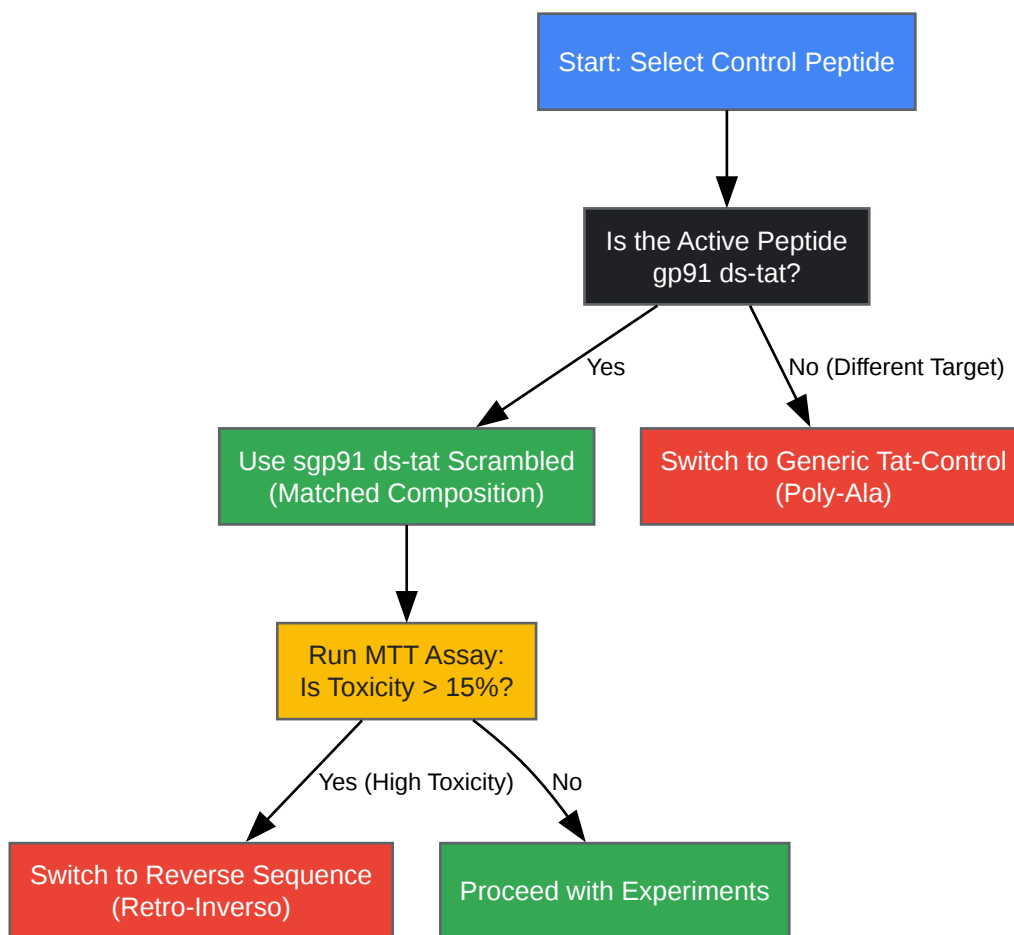 Start: Select Control Peptide
Is the Active Peptide
gp91 ds-tat?
Yes
No (Different Target)
Use sgp91 ds-tat Scrambled
(Matched Composition)
Switch to Generic Tat-Control
(Poly-Ala)
Run MTT Assay:
Is Toxicity > 15%?
Yes (High Toxicity)
No
Switch to Reverse Sequence
(Retro-Inverso)
Proceed with Experiments